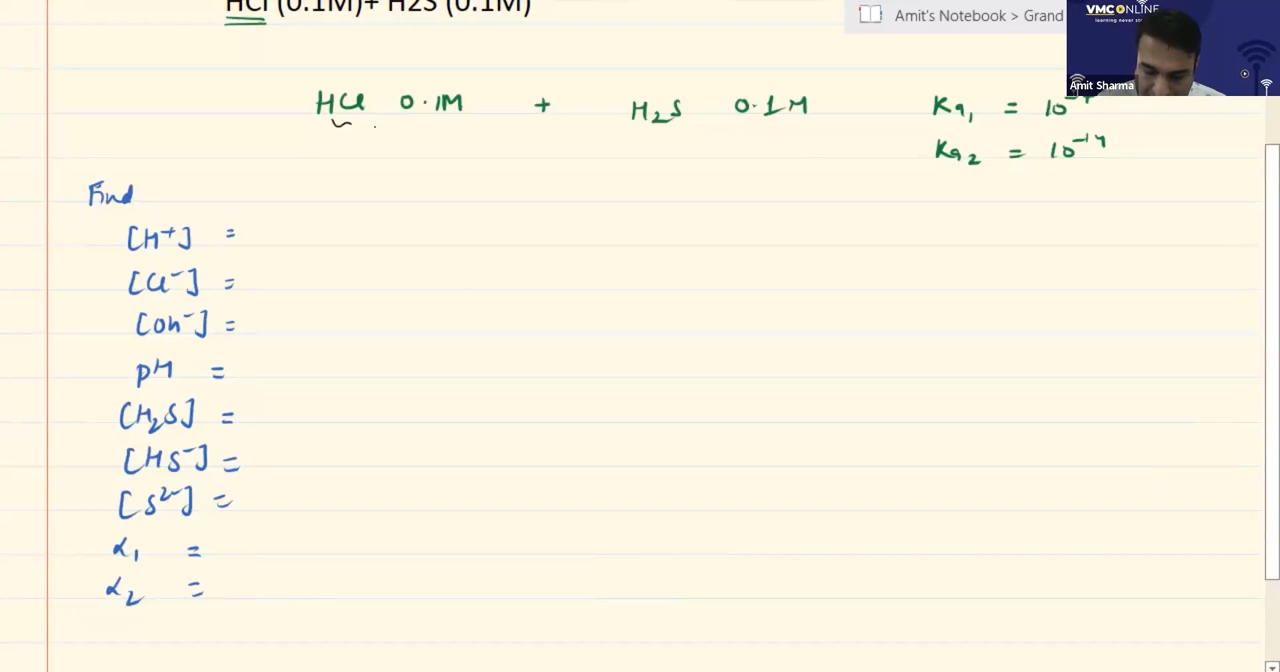 HCl (0.1M)+ H2S (0.1M)
Amit's Notebook > Grand
VMC ONLINE
Amit Sharma
HCl 0.1M + H₂S 0.1M Ka₁ = 10
Ka₂ = 10⁻¹⁴
Find
[H⁺] =
[Cl⁻] =
[OH⁻] =
pH =
[H₂S] =
[HS⁻] =
[S²⁻] =
α₁ =
α₂ =